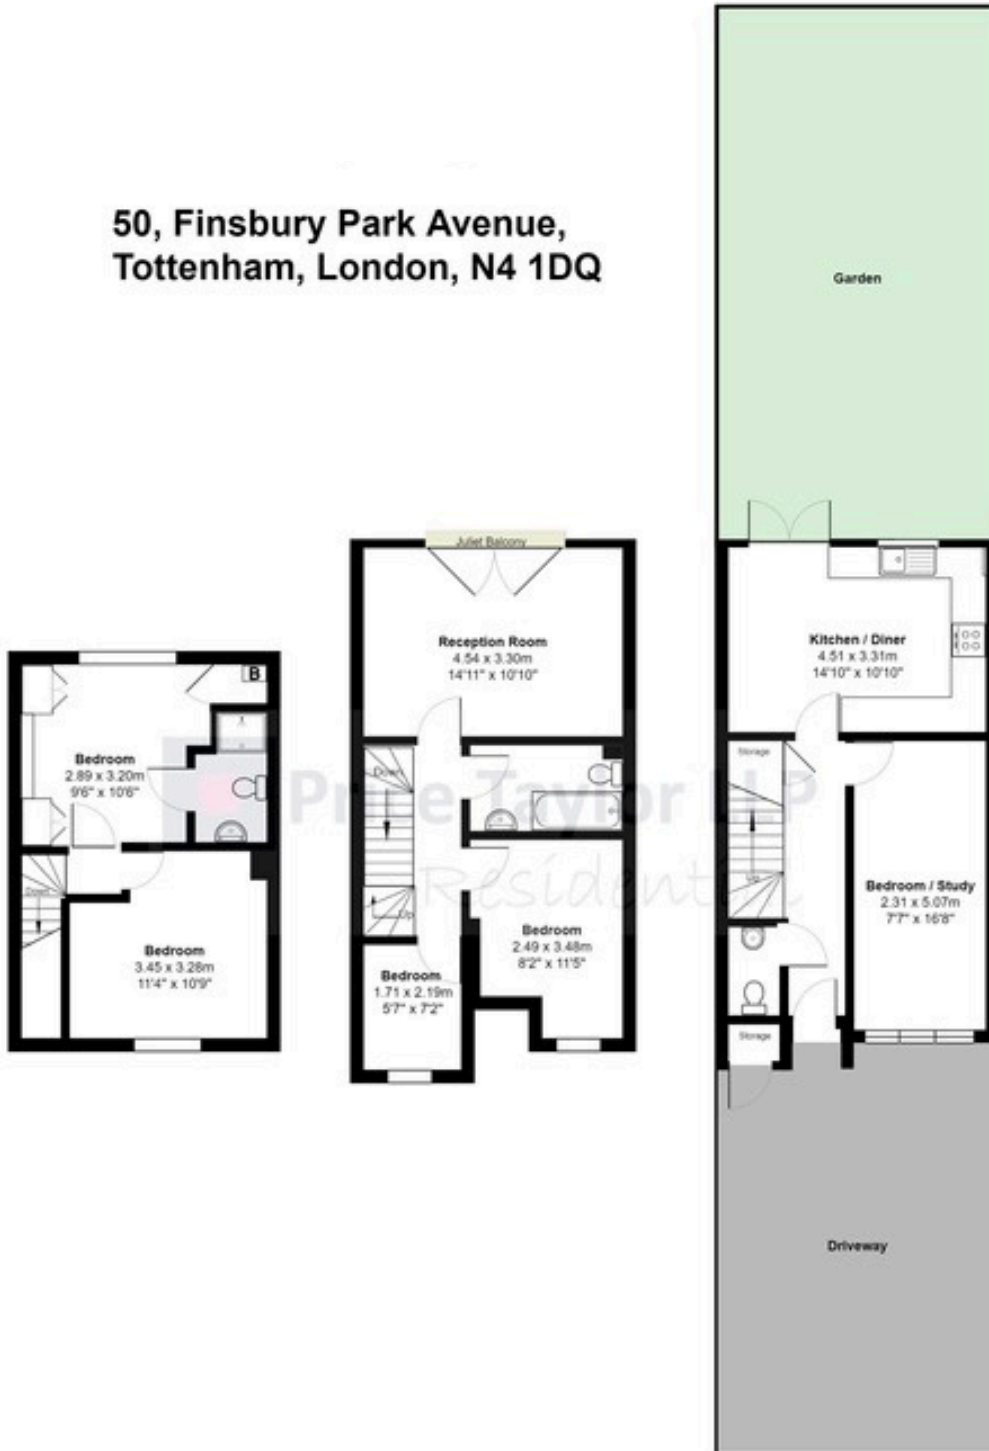 50, Finsbury Park Avenue,
Tottenham, London, N4 1DQ
Garden
Juliet Balcony
Reception Room
4.54 x 3.30m
14'11" x 10'10"
Kitchen / Diner
4.51 x 3.31m
14'10" x 10'10"
B
Bedroom
2.89 x 3.20m
9'6" x 10'6"
Down
Storage
Price Taylor LLP
Residential
Down
Up
Up
Bedroom / Study
2.31 x 5.07m
7'7" x 16'8"
Bedroom
3.45 x 3.28m
11'4" x 10'9"
Bedroom
1.71 x 2.19m
5'7" x 7'2"
Bedroom
2.49 x 3.48m
8'2" x 11'5"
Storage
Driveway